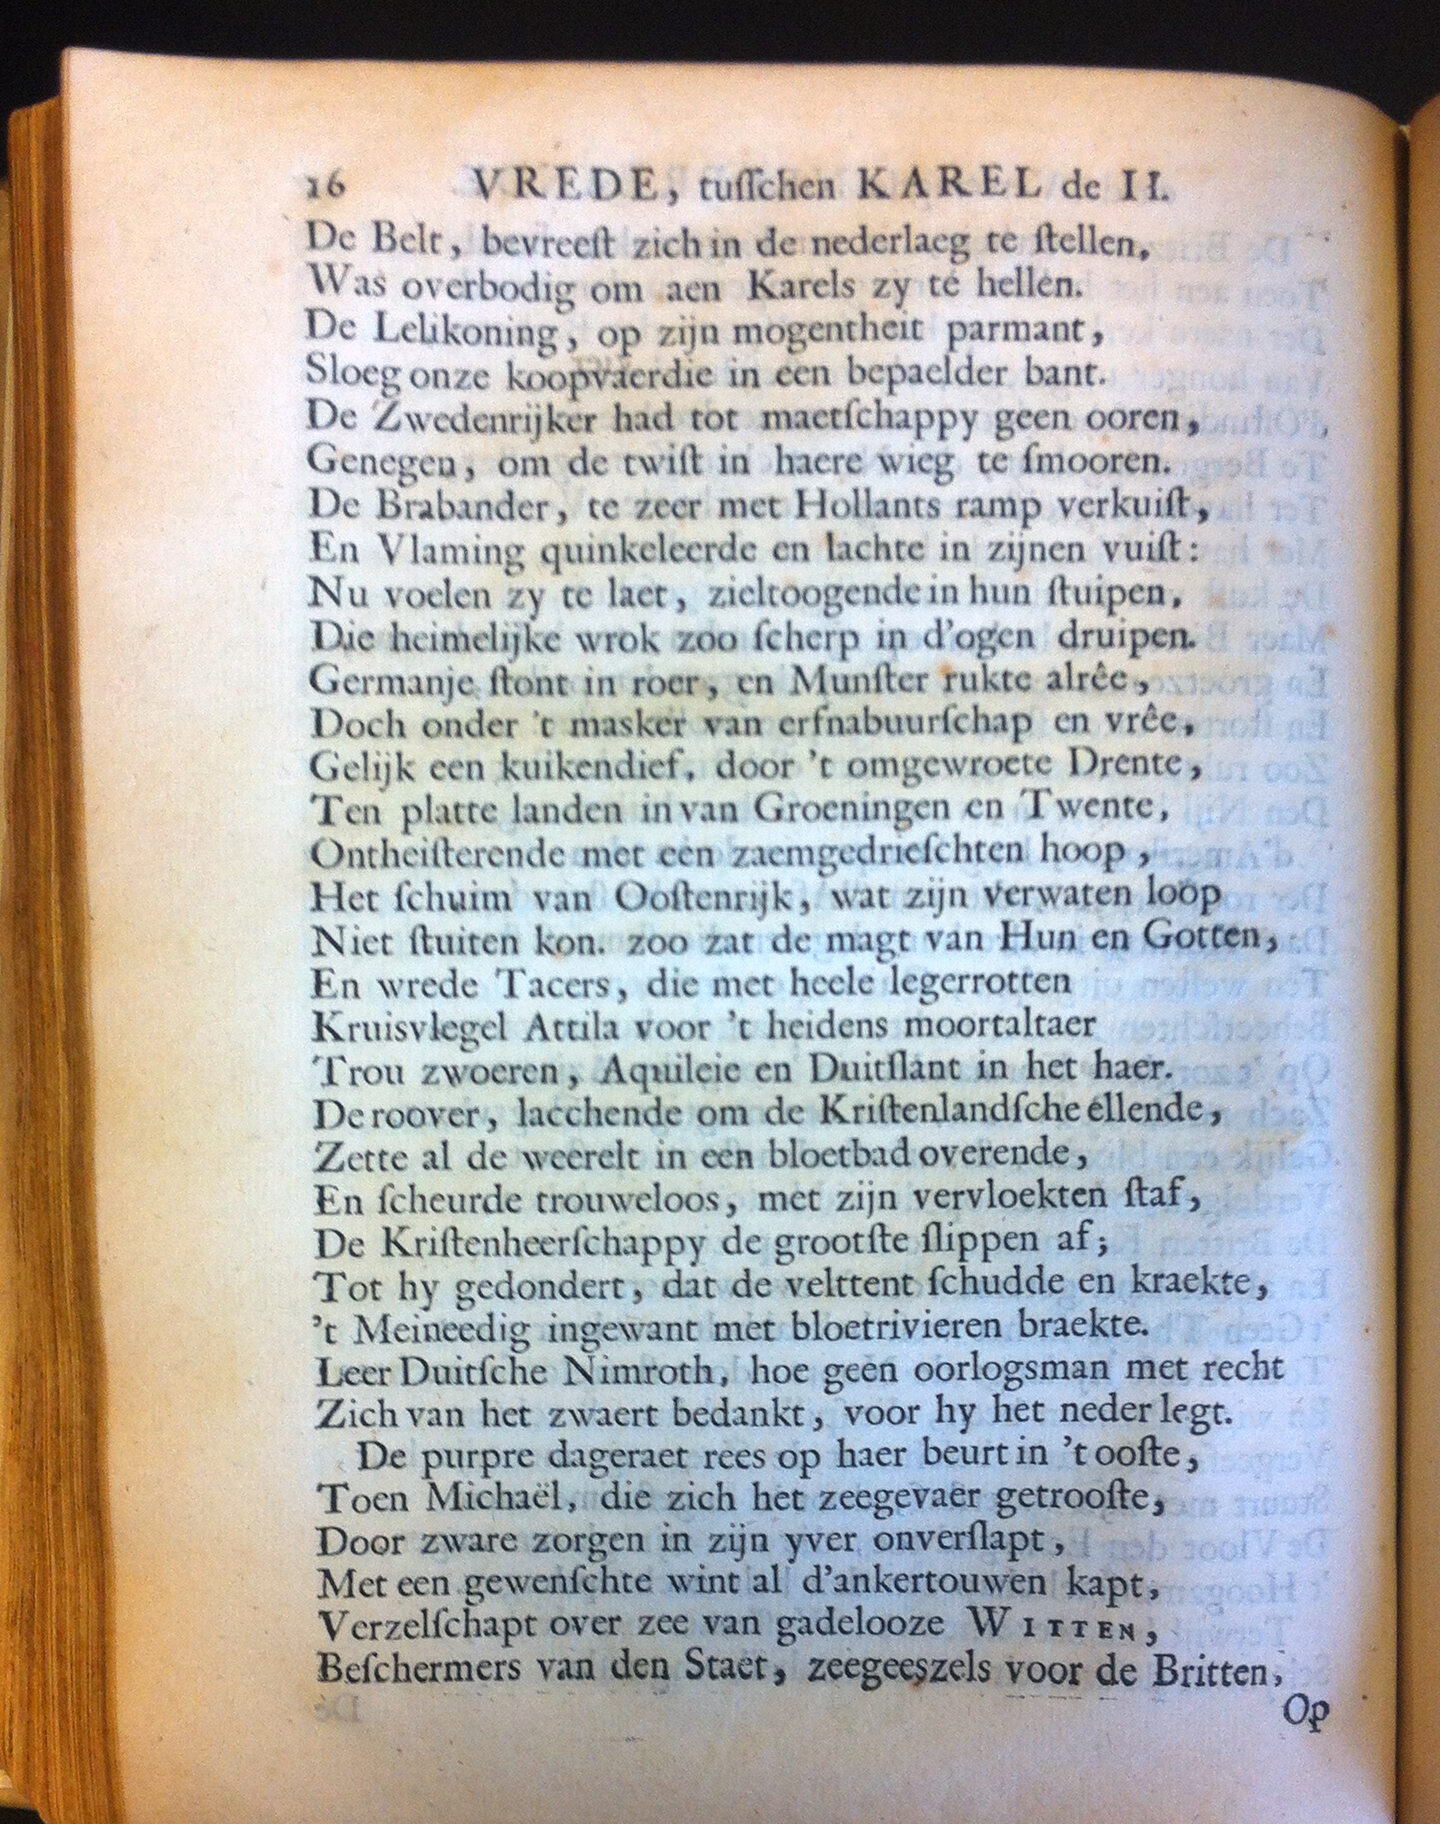 16 VREDE, tusſchen KAREL de II.
De Belt, bevreeſt zich in de nederlaeg te ſtellen,
Was overbodig om aen Karels zy te hellen.
De Lelikoning, op zijn mogentheit parmant,
Sloeg onze koopvaerdie in een bepaelder bant.
De Zwedenrijker had tot maetſchappy geen ooren,
Genegen, om de twiſt in haere wieg te ſmooren.
De Brabander, te zeer met Hollants ramp verkuiſt,
En Vlaming quinkeleerde en lachte in zijnen vuiſt:
Nu voelen zy te laet, zieltoogende in hun ſtuipen,
Die heimelijke wrok zoo ſcherp in d'ogen druipen.
Germanje ſtont in roer, en Munſter rukte alrêe,
Doch onder 't masker van erfnabuurſchap en vrêe,
Gelijk een kuikendief, door 't omgewroete Drente,
Ten platte landen in van Groeningen en Twente,
Ontheiſterende met een zaemgedrieſchten hoop,
Het ſchuim van Ooſtenrijk, wat zijn verwaten loop
Niet ſtuiten kon. zoo zat de magt van Hun en Gotten,
En wrede Tacers, die met heele legerrotten
Kruisvlegel Attila voor 't heidens moortaltaer
Trou zwoeren, Aquileie en Duitſlant in het haer.
De roover, lacchende om de Kriſtenlandſche ellende,
Zette al de weerelt in een bloetbad overende,
En ſcheurde trouweloos, met zijn vervloekten ſtaf,
De Kriſtenheerſchappy de grootſte ſlippen af;
Tot hy gedondert, dat de velttent ſchudde en kraekte,
't Meineedig ingewant met bloetrivieren braekte.
Leer Duitſche Nimroth, hoe geen oorlogsman met recht
Zich van het zwaert bedankt, voor hy het neder legt.
De purpre dageraet rees op haer beurt in 't ooſte,
Toen Michaël, die zich het zeegevaer getrooſte,
Door zware zorgen in zijn yver onverſlapt,
Met een gewenſchte wint al d'ankertouwen kapt,
Verzelſchapt over zee van gadelooze WITTEN,
Beſchermers van den Staet, zeegeeszels voor de Britten,
Op